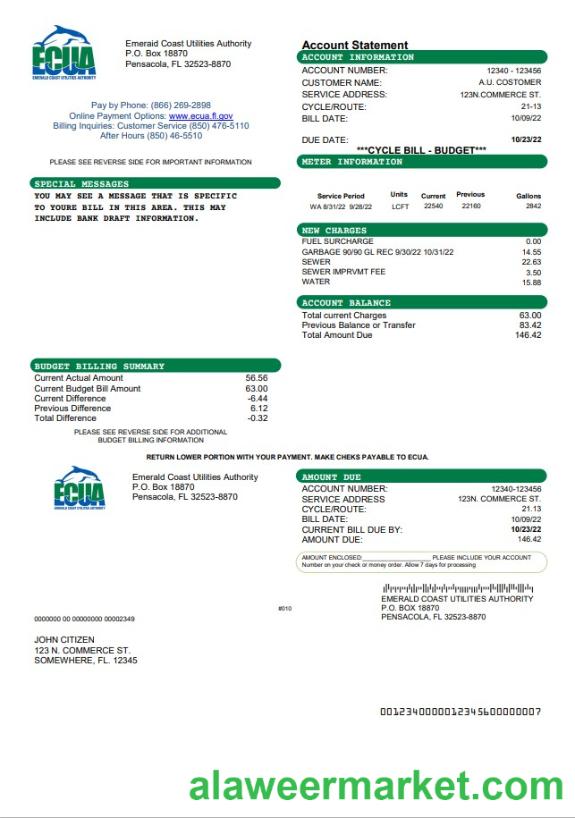 ECUA
EMERALD COAST UTILITIES AUTHORITY
Emerald Coast Utilities Authority
P.O. Box 18870
Pensacola, FL 32523-8870
Pay by Phone: (866) 269-2898
Online Payment Options: www.ecua.fl.gov
Billing Inquiries: Customer Service (850) 476-5110
After Hours (850) 46-5510
PLEASE SEE REVERSE SIDE FOR IMPORTANT INFORMATION
Account Statement
ACCOUNT INFORMATION
ACCOUNT NUMBER: 12340 - 123456
CUSTOMER NAME: A.U. COSTOMER
SERVICE ADDRESS: 123N.COMMERCE ST.
CYCLE/ROUTE: 21-13
BILL DATE: 10/09/22
DUE DATE: 10/23/22
***CYCLE BILL - BUDGET***
METER INFORMATION
Service Period Units Current Previous Gallons
WA 8/31/22 9/28/22 LCFT 22540 22160 2842
SPECIAL MESSAGES
YOU MAY SEE A MESSAGE THAT IS SPECIFIC
TO YOURE BILL IN THIS AREA. THIS MAY
INCLUDE BANK DRAFT INFORMATION.
NEW CHARGES
FUEL SURCHARGE 0.00
GARBAGE 90/90 GL REC 9/30/22 10/31/22 14.55
SEWER 22.63
SEWER IMPRVMT FEE 3.50
WATER 15.88
ACCOUNT BALANCE
Total current Charges 63.00
Previous Balance or Transfer 83.42
Total Amount Due 146.42
BUDGET BILLING SUMMARY
Current Actual Amount 56.56
Current Budget Bill Amount 63.00
Current Difference -6.44
Previous Difference 6.12
Total Difference -0.32
PLEASE SEE REVERSE SIDE FOR ADDITIONAL
BUDGET BILLING INFORMATION
RETURN LOWER PORTION WITH YOUR PAYMENT. MAKE CHEKS PAYABLE TO ECUA.
ECUA
EMERALD COAST UTILITIES AUTHORITY
Emerald Coast Utilities Authority
P.O. Box 18870
Pensacola, FL 32523-8870
AMOUNT DUE
ACCOUNT NUMBER: 12340-123456
SERVICE ADDRESS 123N. COMMERCE ST.
CYCLE/ROUTE: 21.13
BILL DATE: 10/09/22
CURRENT BILL DUE BY: 10/23/22
AMOUNT DUE: 146.42
AMOUNT ENCLOSED:____________________ PLEASE INCLUDE YOUR ACCOUNT
Number on your check or money order. Allow 7 days for processing
EMERALD COAST UTILITIES AUTHORITY
P.O. BOX 18870
PENSACOLA, FL 32523-8870
#010
0000000 00 00000000 00002349
JOHN CITIZEN
123 N. COMMERCE ST.
SOMEWHERE, FL. 12345
001234000001234560000000​7
alaweermarket.com